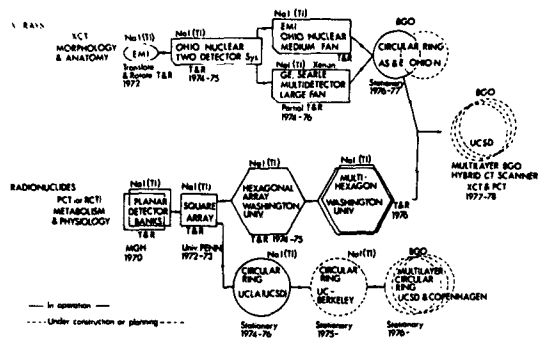 X RAYS
XCT
MORPHOLOGY
& ANATOMY
NaI(Tl)
EMI
Translate
& Rotate T&R
1972
NaI(Tl)
OHIO NUCLEAR
TWO DETECTOR Sys.
T&R
1974-75
NaI(Tl)
EMI
OHIO NUCLEAR
MEDIUM FAN
T&R
NaI(Tl) Xenon
GE, SEARLE
MULTIDETECTOR
LARGE FAN
Partial T&R
1974-76
BGO
CIRCULAR RING
AS&E OHIO N
Stationary
1976-77
BGO
UCSD
MULTILAYER BGO
HYBRID CT SCANNER
XCT & PCT
1977-78
RADIONUCLIDES
PCT (or RCT)
METABOLISM
& PHYSIOLOGY
NaI(Tl)
PLANAR
DETECTOR
BANKS
T&R
MGH
1970
NaI(Tl)
SQUARE
ARRAY
T&R
Univ PENN
1972-73
NaI(Tl)
HEXAGONAL
ARRAY
WASHINGTON
UNIV
T&R 1974-75
NaI(Tl)
MULTI-
HEXAGON
WASHINGTON
UNIV
T&R
1976
NaI(Tl)
CIRCULAR
RING
UCLA(UCSD)
Stationary
1974-76
NaI(Tl)
CIRCULAR
RING
UC-
BERKELEY
Stationary
1975-
BGO
MULTILAYER
CIRCULAR
RING
UCSD & COPENHAGEN
Stationary
1976-
In operation
Under construction or planning